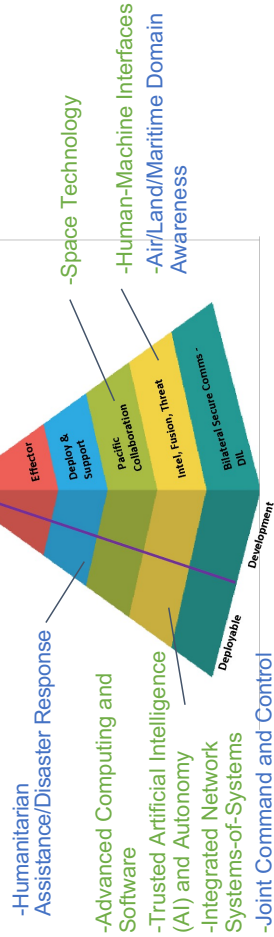 -Humanitarian
Assistance/Disaster Response
-Advanced Computing and
Software
-Trusted Artificial Intelligence
(AI) and Autonomy
-Integrated Network
Systems-of-Systems
-Joint Command and Control
Effector
Deploy &
Support
Pacific
Collaboration
Intel, Fusion, Threat
Bilateral Secure Comms -
DIL
Deployable
Development
-Space Technology
-Human-Machine Interfaces
-Air/Land/Maritime Domain
Awareness